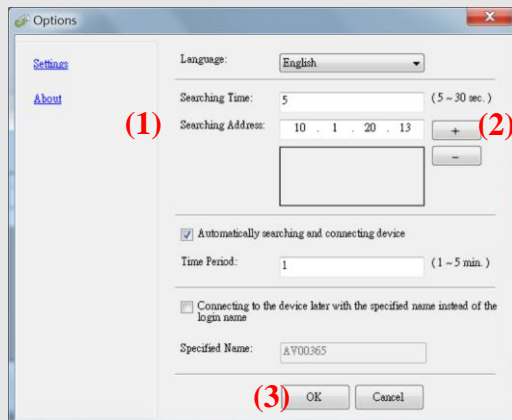 Options
Settings
About
Language: English
Searching Time: 5 (5 ~ 30 sec.)
(1) Searching Address: 10 . 1 . 20 . 13 + (2)
–
Automatically searching and connecting device
Time Period: 1 (1 ~ 5 min.)
Connecting to the device later with the specified name instead of the
login name
Specified Name: AV00365
(3) OK Cancel